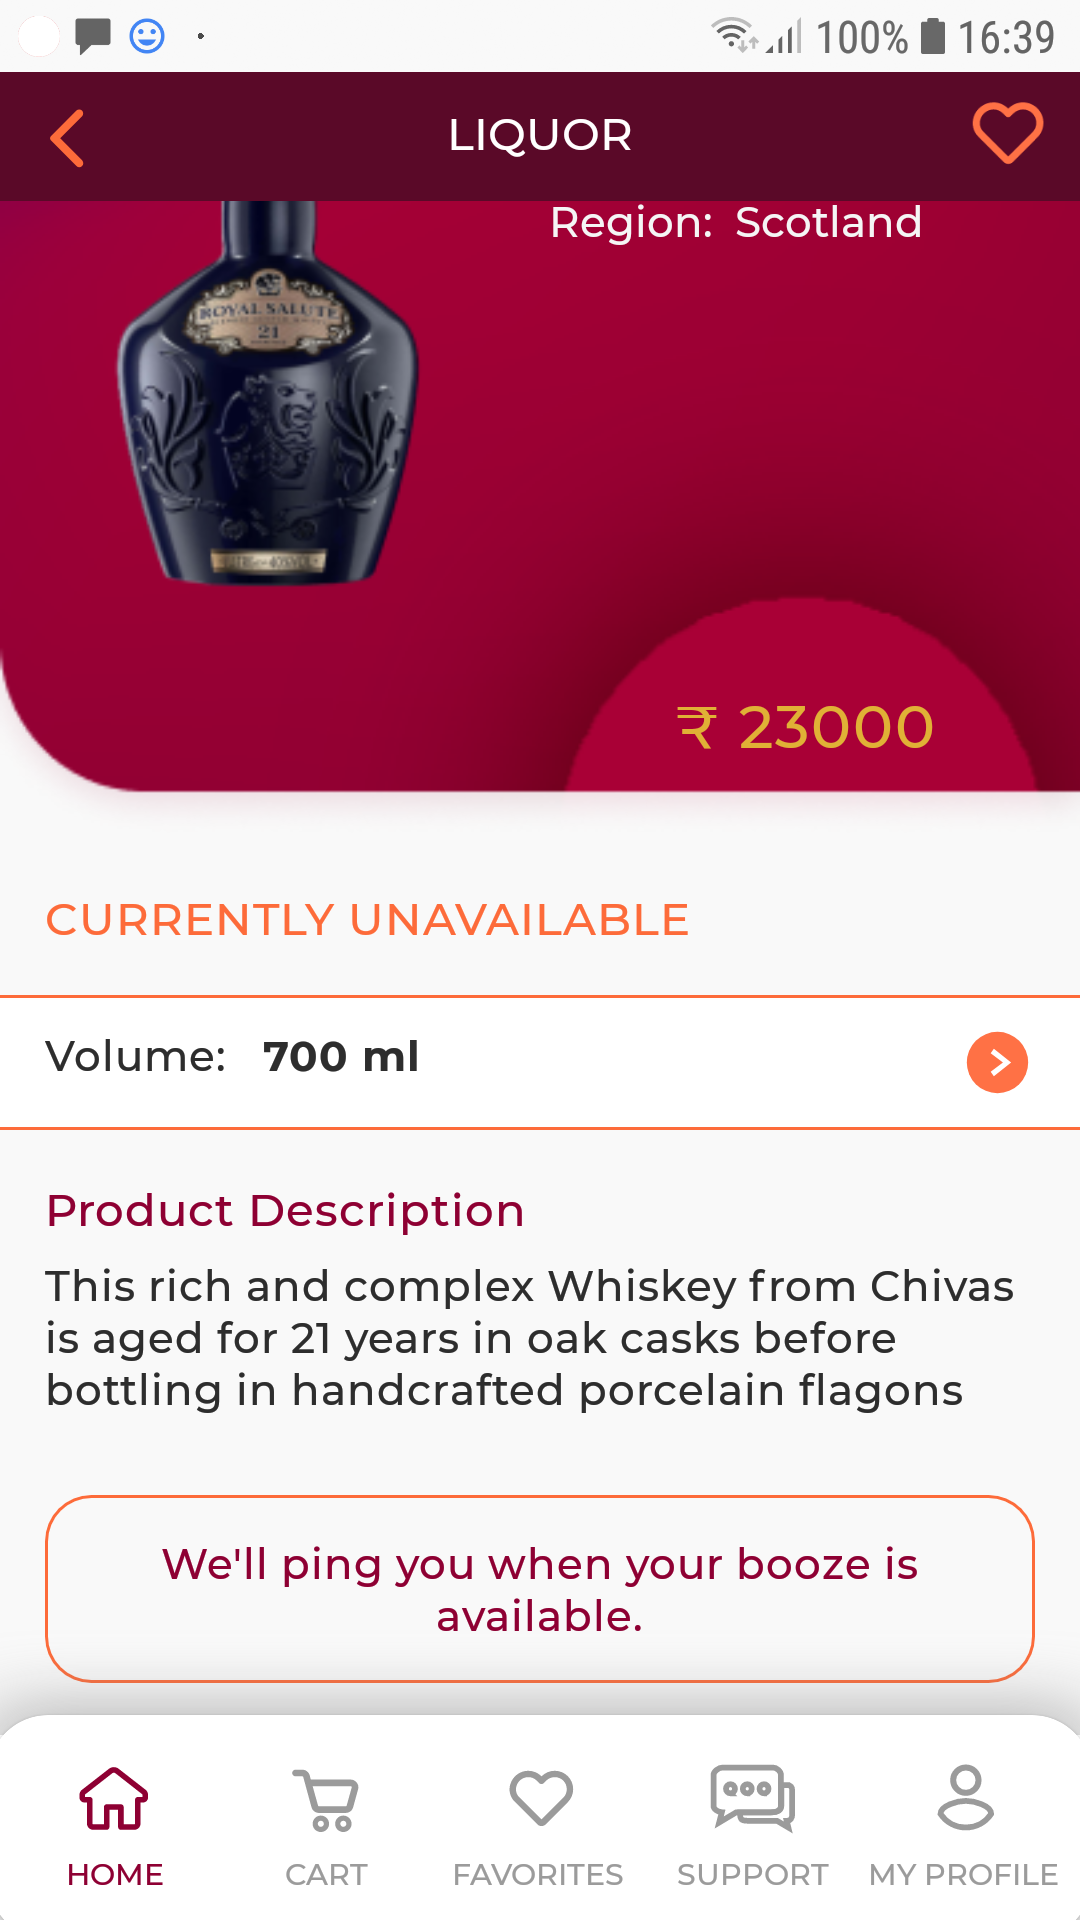 100% 16:39
LIQUOR
Region: Scotland
ROYAL SALUTE
21
₹ 23000
CURRENTLY UNAVAILABLE
Volume: 700 ml
Product Description
This rich and complex Whiskey from Chivas
is aged for 21 years in oak casks before
bottling in handcrafted porcelain flagons
We'll ping you when your booze is
available.
HOME CART FAVORITES SUPPORT MY PROFILE